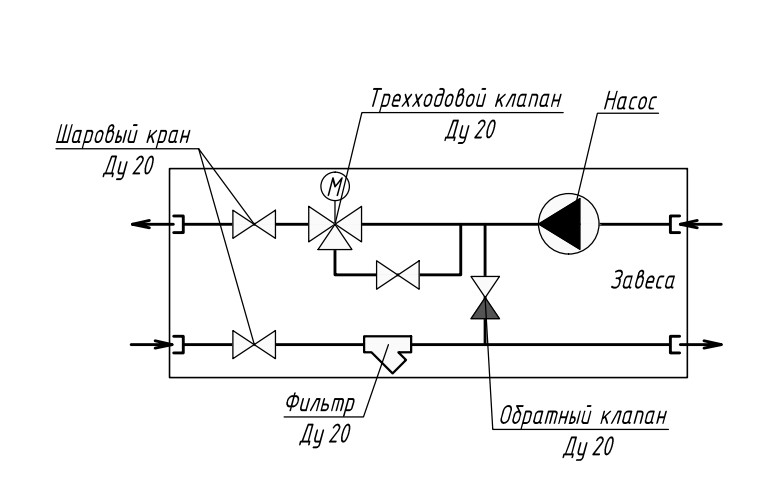 Трехходовой клапан
Ду 20
Насос
Шаровый кран
Ду 20
М
Завеса
Фильтр
Ду 20
Обратный клапан
Ду 20